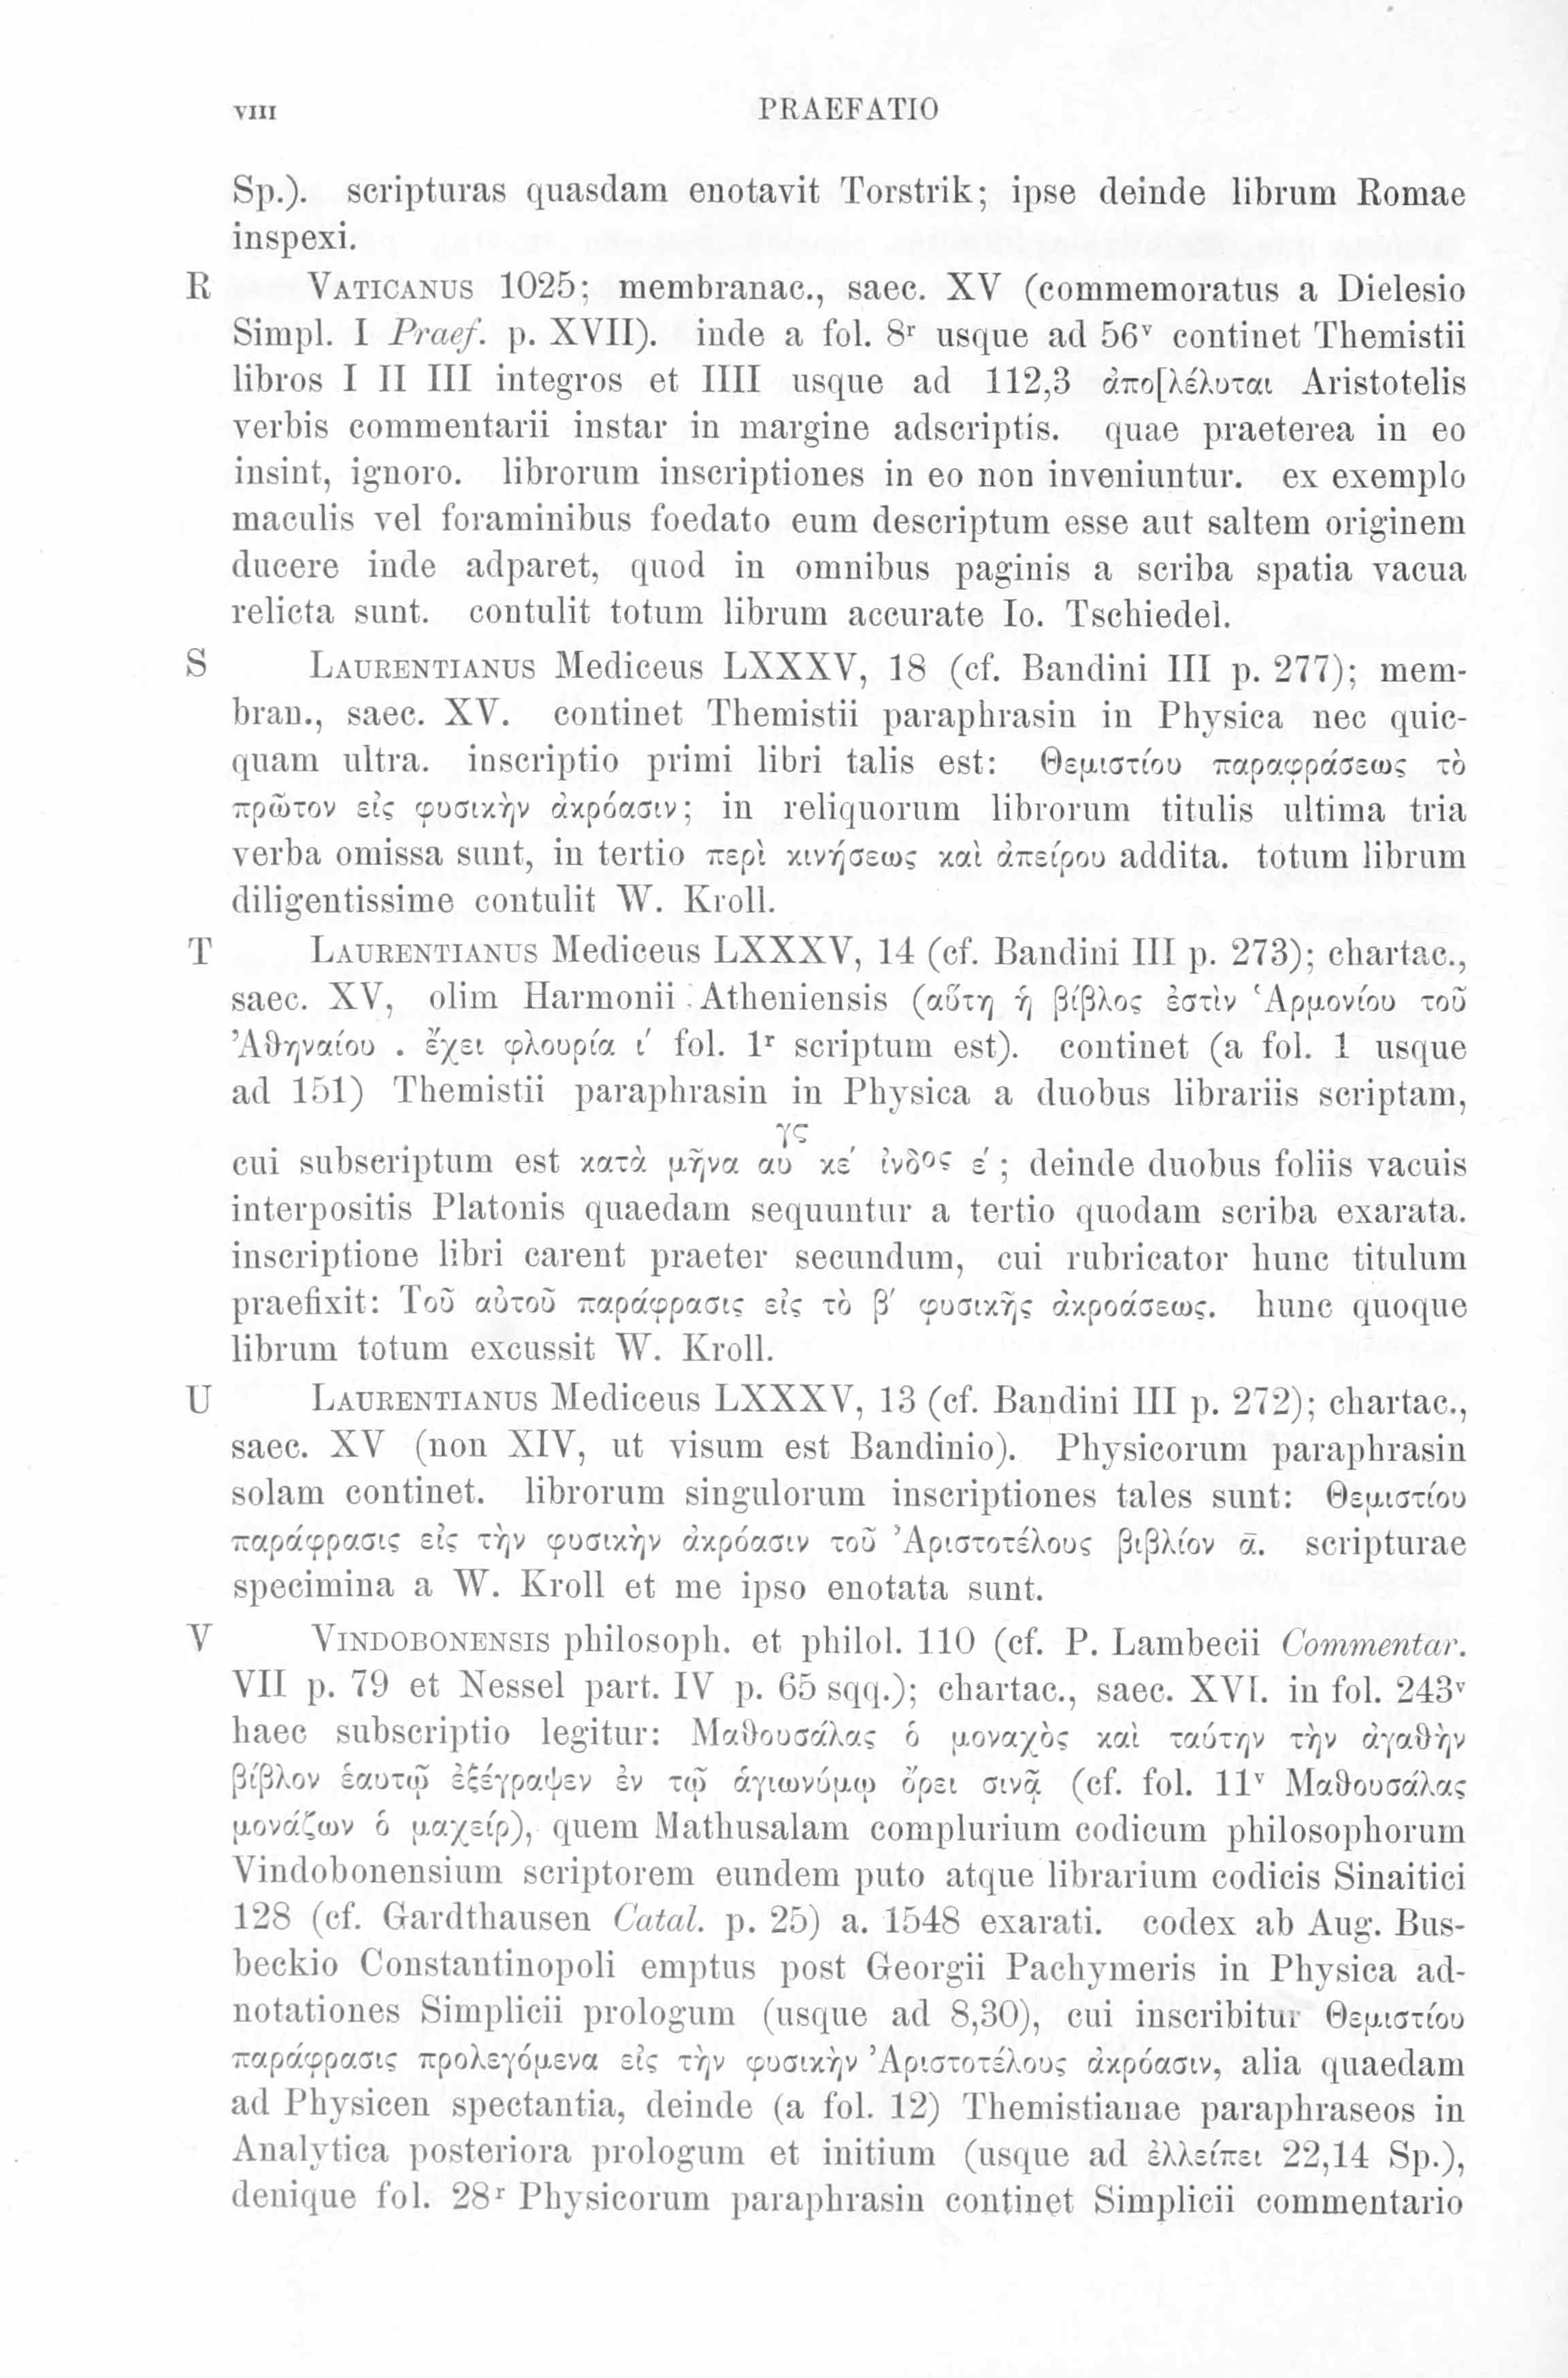 VIII PRAEFATIO
Sp.). scripturas quasdam enotavit Torstrik; ipse deinde librum Romae
inspexi.
R VATICANUS 1025; membranac., saec. XV (commemoratus a Dielesio
Simpl. I Praef. p. XVII). inde a fol. 8r usque ad 56v continet Themistii
libros I II III integros et IIII usque ad 112,3 ἀπο[λέλυται Aristotelis
verbis commentarii instar in margine adscriptis. quae praeterea in eo
insint, ignoro. librorum inscriptiones in eo non inveniuntur. ex exemplo
maculis vel foraminibus foedato eum descriptum esse aut saltem originem
ducere inde adparet, quod in omnibus paginis a scriba spatia vacua
relicta sunt. contulit totum librum accurate Io. Tschiedel.
S LAURENTIANUS Mediceus LXXXV, 18 (cf. Bandini III p. 277); mem-
bran., saec. XV. continet Themistii paraphrasin in Physica nec quic-
quam ultra. inscriptio primi libri talis est: Θεμιστίου παραφράσεως τὸ
πρῶτον εἰς φυσικὴν ἀκρόασιν; in reliquorum librorum titulis ultima tria
verba omissa sunt, in tertio περὶ κινήσεως καὶ ἀπείρου addita. totum librum
diligentissime contulit W. Kroll.
T LAURENTIANUS Mediceus LXXXV, 14 (cf. Bandini III p. 273); chartac.,
saec. XV, olim Harmonii Atheniensis (αὕτη ἡ βίβλος ἐστὶν Ἁρμονίου τοῦ
Ἀθηναίου . ἔχει φλουρία ι′ fol. 1r scriptum est). continet (a fol. 1 usque
ad 151) Themistii paraphrasin in Physica a duobus librariis scriptam,
cui subscriptum est κατὰ μῆνα αὐγς κε′ ἰνδος ε′; deinde duobus foliis vacuis
interpositis Platonis quaedam sequuntur a tertio quodam scriba exarata.
inscriptione libri carent praeter secundum, cui rubricator hunc titulum
praefixit: Τοῦ αὐτοῦ παράφρασις εἰς τὸ β′ φυσικῆς ἀκροάσεως. hunc quoque
librum totum excussit W. Kroll.
U LAURENTIANUS Mediceus LXXXV, 13 (cf. Bandini III p. 272); chartac.,
saec. XV (non XIV, ut visum est Bandinio). Physicorum paraphrasin
solam continet. librorum singulorum inscriptiones tales sunt: Θεμιστίου
παράφρασις εἰς τὴν φυσικὴν ἀκρόασιν τοῦ Ἀριστοτέλους βιβλίον ᾱ. scripturae
specimina a W. Kroll et me ipso enotata sunt.
V VINDOBONENSIS philosoph. et philol. 110 (cf. P. Lambecii Commentar.
VII p. 79 et Nessel part. IV p. 65 sqq.); chartac., saec. XVI. in fol. 243v
haec subscriptio legitur: Μαθουσάλας ὁ μοναχὸς καὶ ταύτην τὴν ἀγαθὴν
βίβλον ἑαυτῷ ἐξέγραψεν ἐν τῷ ἁγιωνύμῳ ὄρει σινᾷ (cf. fol. 11v Μαθουσάλας
μονάζων ὁ μαχείρ), quem Mathusalam complurium codicum philosophorum
Vindobonensium scriptorem eundem puto atque librarium codicis Sinaitici
128 (cf. Gardthausen Catal. p. 25) a. 1548 exarati. codex ab Aug. Bus-
beckio Constantinopoli emptus post Georgii Pachymeris in Physica ad-
notationes Simplicii prologum (usque ad 8,30), cui inscribitur Θεμιστίου
παράφρασις προλεγόμενα εἰς τὴν φυσικὴν Ἀριστοτέλους ἀκρόασιν, alia quaedam
ad Physicen spectantia, deinde (a fol. 12) Themistianae paraphraseos in
Analytica posteriora prologum et initium (usque ad ἐλλείπει 22,14 Sp.),
denique fol. 28r Physicorum paraphrasin continet Simplicii commentario